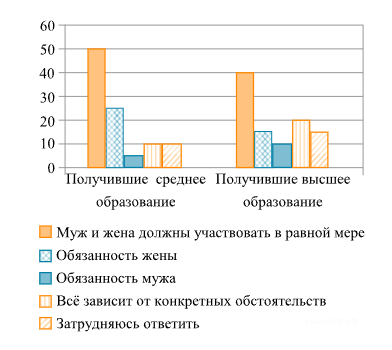 60
50
40
30
20
10
0
Получившие среднее образование
Получившие высшее образование
Муж и жена должны участвовать в равной мере
Обязанность жены
Обязанность мужа
Всё зависит от конкретных обстоятельств
Затрудняюсь ответить